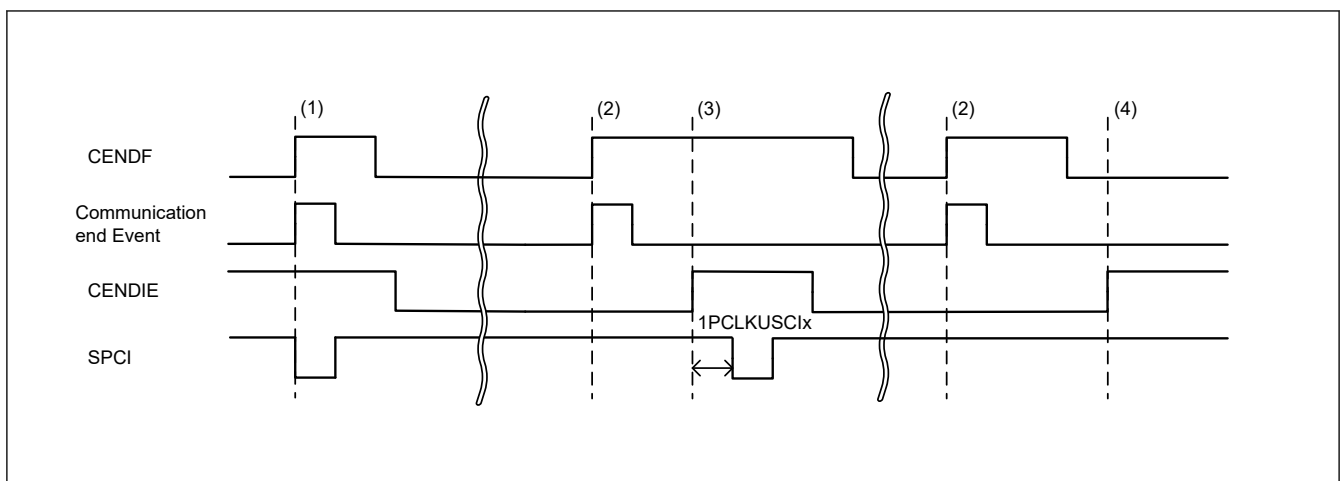 (1)
(2)
(3)
(2)
(4)
CENDF
Communication
end Event
CENDIE
1PCLKUSCIx
SPCI